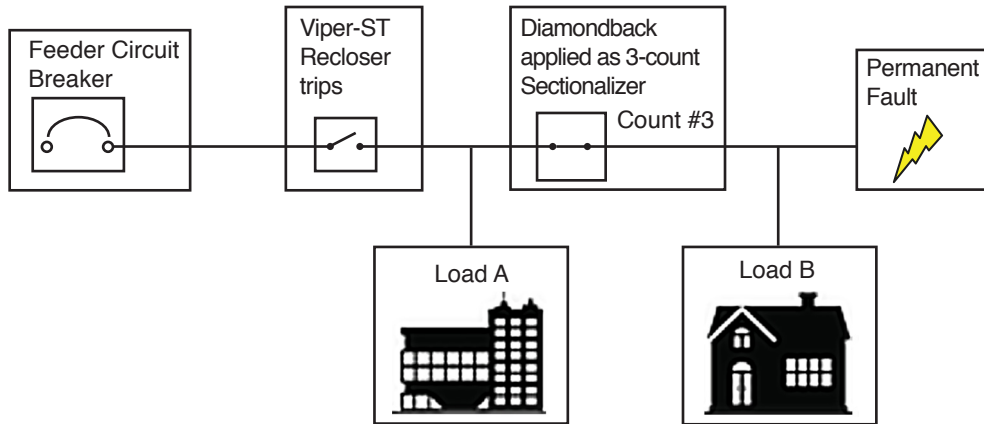 Feeder Circuit
Breaker
Viper-ST
Recloser
trips
Diamondback
applied as 3-count
Sectionalizer
Count #3
Permanent
Fault
Load A
Load B